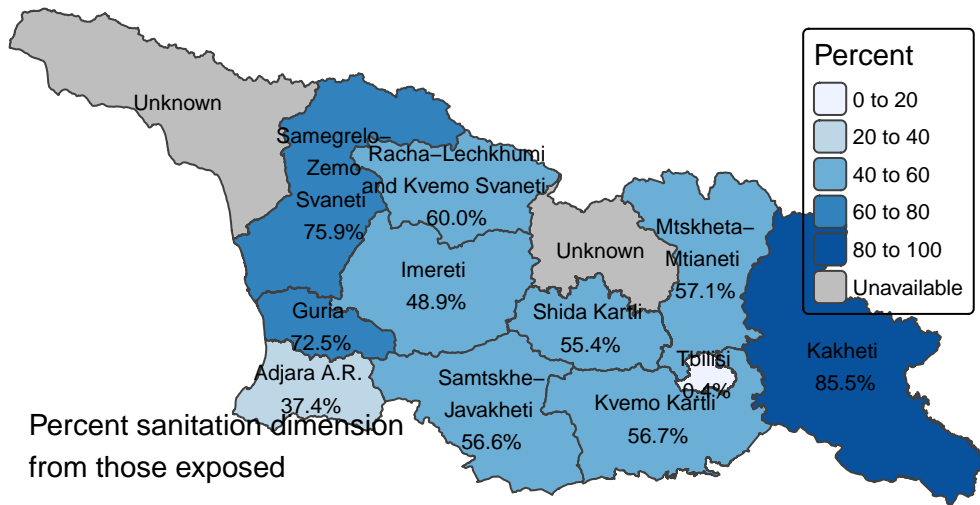 Percent
0 to 20
20 to 40
40 to 60
60 to 80
80 to 100
Unavailable
Unknown
Samegrelo–
Zemo
Svaneti
75.9%
Racha–Lechkhumi
and Kvemo Svaneti
60.0%
Unknown
Mtskheta–
Mtianeti
57.1%
Imereti
48.9%
Guria
72.5%
Shida Kartli
55.4%
Tbilisi
0.4%
Kakheti
85.5%
Adjara A.R.
37.4%
Samtskhe–
Javakheti
56.6%
Kvemo Kartli
56.7%
Percent sanitation dimension
from those exposed